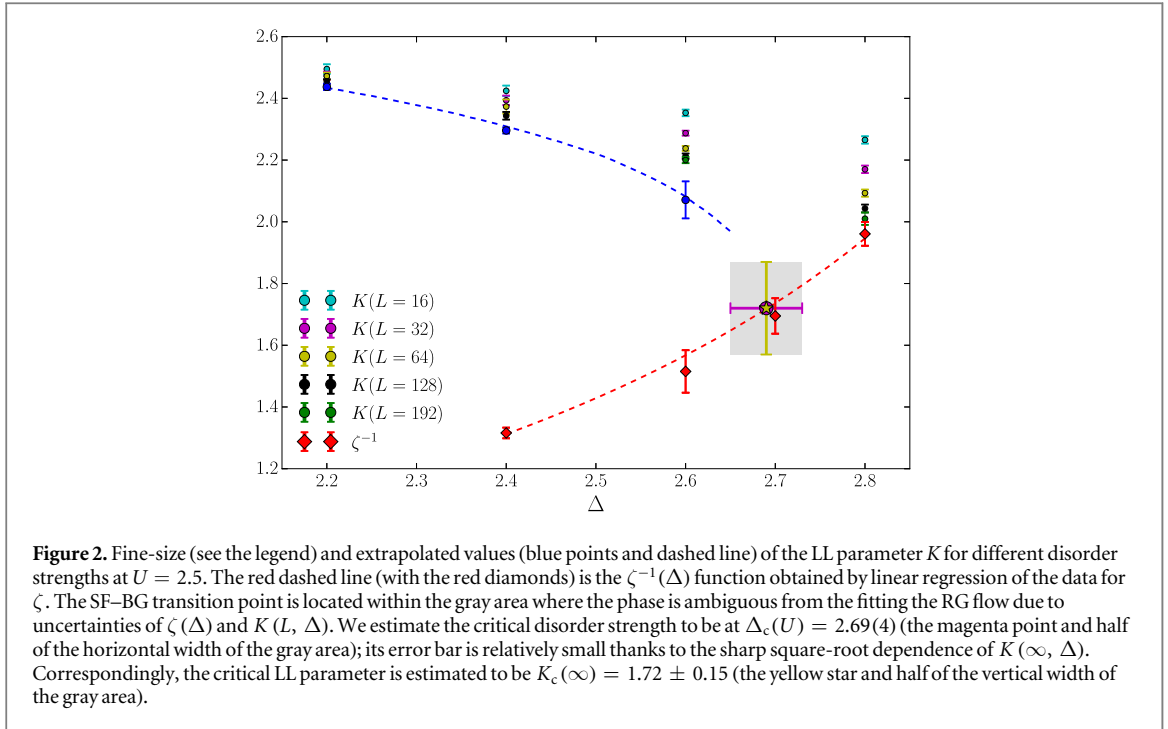 2.6
2.4
2.2
2.0
1.8
1.6
1.4
1.2
K(L = 16)
K(L = 32)
K(L = 64)
K(L = 128)
K(L = 192)
ζ⁻¹
2.2 2.3 2.4 2.5 2.6 2.7 2.8
Δ
Figure 2. Fine-size (see the legend) and extrapolated values (blue points and dashed line) of the LL parameter K for different disorder
strengths at U = 2.5. The red dashed line (with the red diamonds) is the ζ⁻¹(Δ) function obtained by linear regression of the data for
ζ. The SF–BG transition point is located within the gray area where the phase is ambiguous from the fitting the RG flow due to
uncertainties of ζ(Δ) and K(L, Δ). We estimate the critical disorder strength to be at Δc(U) = 2.69(4) (the magenta point and half
of the horizontal width of the gray area); its error bar is relatively small thanks to the sharp square-root dependence of K(∞, Δ).
Correspondingly, the critical LL parameter is estimated to be Kc(∞) = 1.72 ± 0.15 (the yellow star and half of the vertical width of
the gray area).